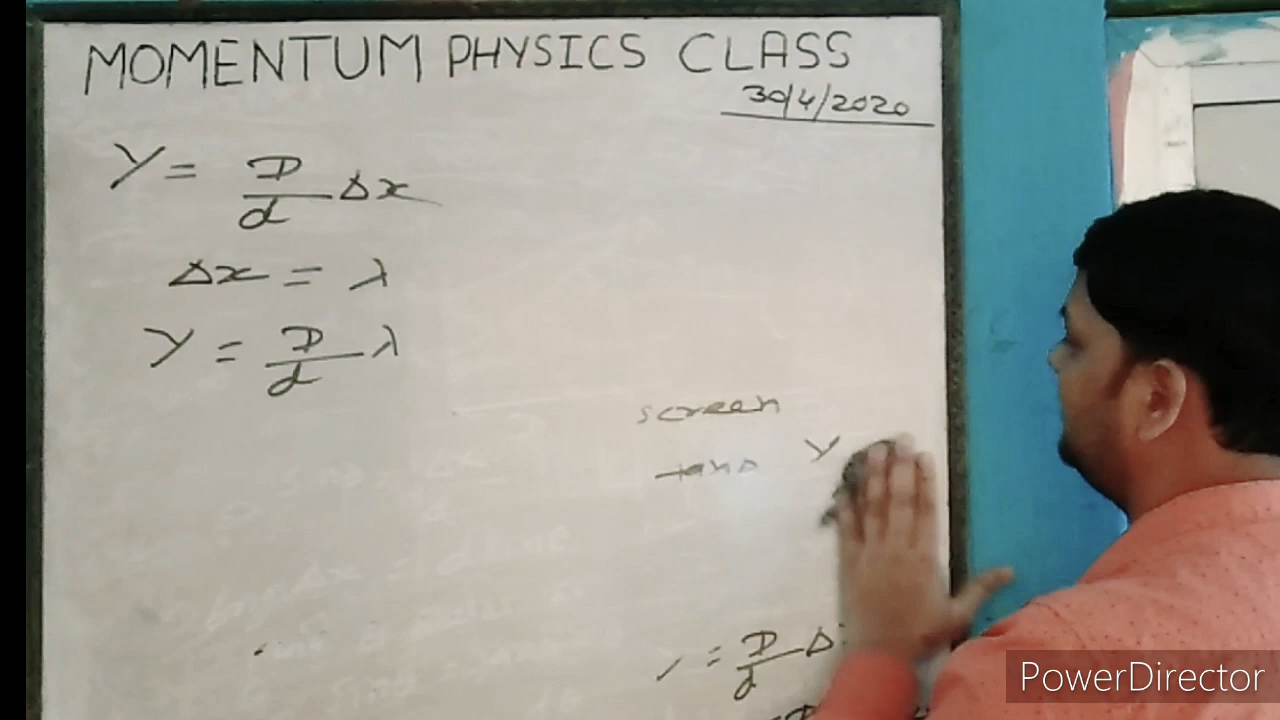 MOMENTUM PHYSICS CLASS
30/4/2020
Y = D/d Δx
Δx = λ
Y = D/d λ
screen
tanθ Y
Y = D/d Δ
PowerDirector